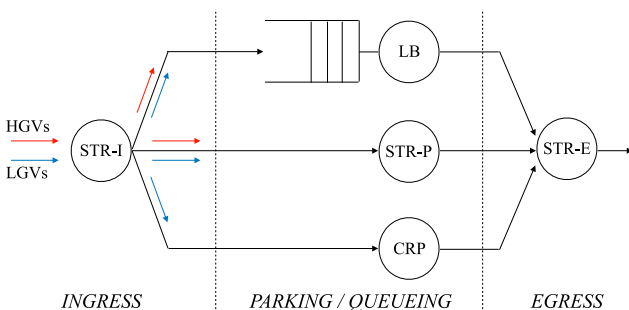 LB
HGVs
STR-I
STR-P
STR-E
LGVs
CRP
INGRESS
PARKING / QUEUEING
EGRESS